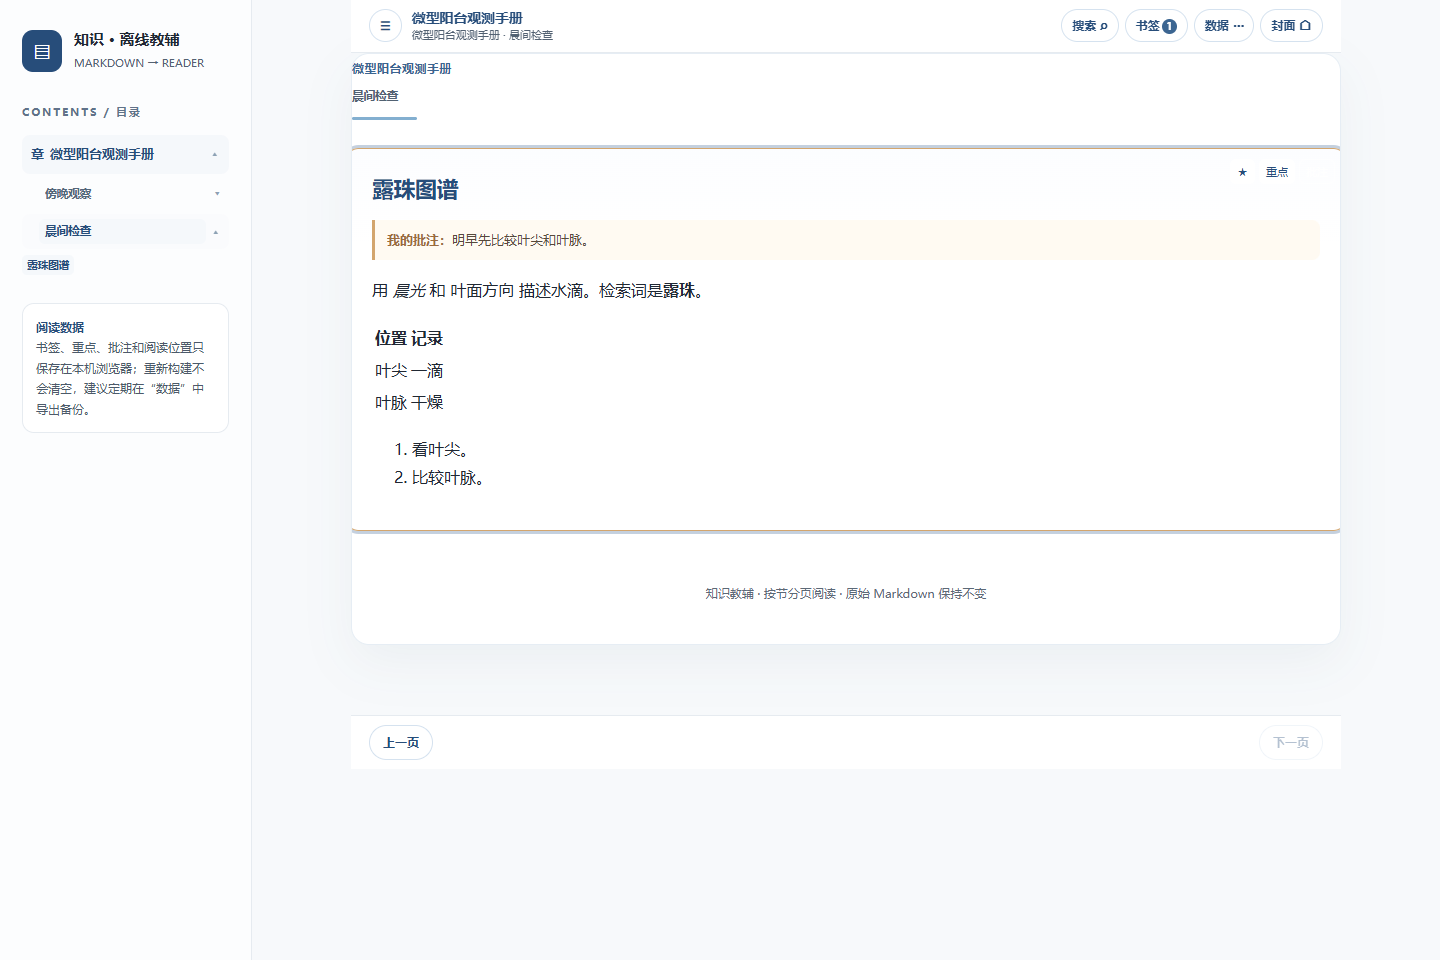 知识·离线教辅
MARKDOWN → READER
CONTENTS / 目录
章 微型阳台观测手册
傍晚观察
晨间检查
露珠图谱
阅读数据
书签、重点、批注和阅读位置只
保存在本机浏览器；重新构建不
会清空，建议定期在“数据”中
导出备份。
微型阳台观测手册
微型阳台观测手册 · 晨间检查
搜索
书签 1
数据 ···
封面
微型阳台观测手册
晨间检查
★ 重点
露珠图谱
我的批注：明早先比较叶尖和叶脉。
用 晨光 和 叶面方向 描述水滴。检索词是露珠。
位置 记录
叶尖 一滴
叶脉 干燥
1. 看叶尖。
2. 比较叶脉。
知识教辅 · 按节分页阅读 · 原始 Markdown 保持不变
上一页
下一页